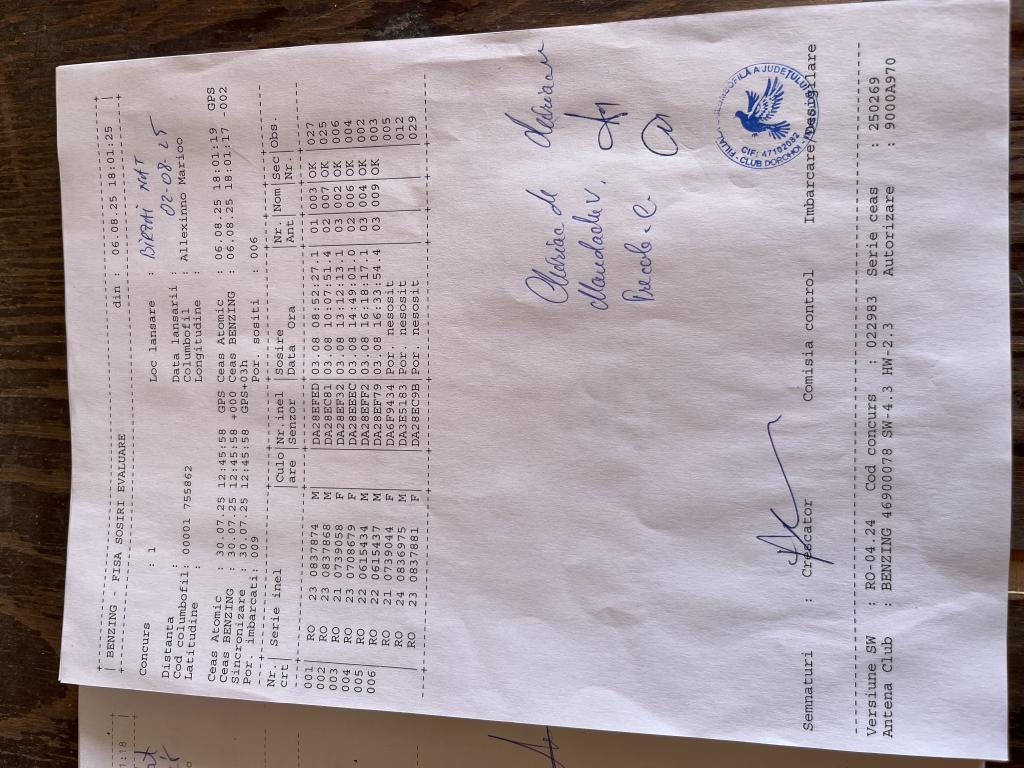 BENZING - FISA SOSIRI EVALUARE din : 06.08.25 18:01:25
Concurs : 1 Loc lansare :
Distanta : Data lansarii : 02-08-25
Cod columbofil: 00001 755862 Columbofil : Allexinno Marioo
Latitudine : Longitudine :
Ceas Atomic : 30.07.25 12:45:58 GPS Ceas Atomic : 06.08.25 18:01:19 GPS
Ceas BENZING : 30.07.25 12:45:58 +000 Ceas BENZING : 06.08.25 18:01:17 -002
Sincronizare : 30.07.25 12:45:58 GPS+03h
Por. imbarcati: 009 Por. sositi : 006
Nr. Serie inel Culo Nr.inel Sosire Nr. Nom Sec Obs.
crt are Senzor Data Ora Ant Nr.
001 RO 23 0837874 M DA28EFED 03.08 08:52:27.1 01 003 OK 027
002 RO 23 0837868 M DA28EC81 03.08 10:07:51.4 02 007 OK 025
003 RO 21 0739058 F DA28EF32 03.08 13:12:13.1 03 002 OK 006
004 RO 23 0708679 F DA28EEEC 03.08 14:49:01.0 02 006 OK 004
005 RO 22 0615434 M DA28EFF2 03.08 16:18:17.1 03 004 OK 002
006 RO 22 0615437 M DA28EF79 03.08 16:33:54.4 03 009 OK 003
RO 21 0739044 F DA6F9434 Por. nesosit 005
RO 24 0836975 M DA3E5183 Por. nesosit 012
RO 23 0837881 F DA28EC9B Por. nesosit 029
CIF: 47102082
CLUB DOROHOI
Semnaturi : Crescator Comisia control Imbarcare/Desigilare
Versiune SW : RO-04.24 Cod concurs : 022983 Serie ceas : 250269
Antena Club : BENZING 46900078 SW-4.3 HW-2.3 Autorizare : 9000A970